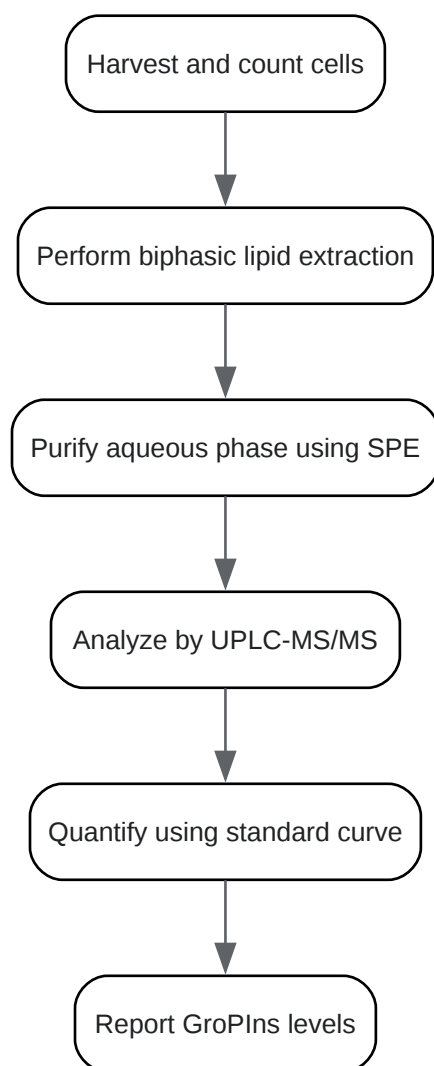 Harvest and count cells
Perform biphasic lipid extraction
Purify aqueous phase using SPE
Analyze by UPLC-MS/MS
Quantify using standard curve
Report GroPIns levels